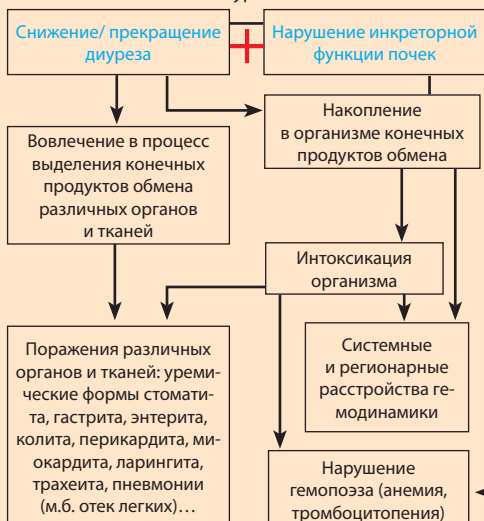 Снижение/ прекращение
диуреза
+
Нарушение инкреторной
функции почек
Накопление
в организме конечных
продуктов обмена
Вовлечение в процесс
выделения конечных
продуктов обмена
различных органов
и тканей
Интоксикация
организма
Поражения различных
органов и тканей: уреми-
ческие формы стомати-
та, гастрита, энтерита,
колита, перикардита, ми-
окардита, ларингита,
трахеита, пневмонии
(м.б. отек легких)...
Системные
и регионарные
расстройства ге-
модинамики
Нарушение
гемопоэза (анемия,
тромбоцитопения)